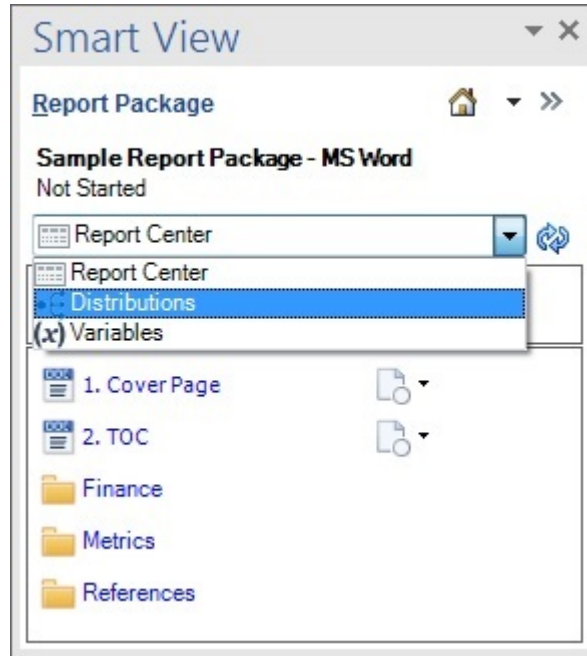 Smart View
Report Package
Sample Report Package - MS Word
Not Started
Report Center
Report Center
Distributions
(x) Variables
1. Cover Page
2. TOC
Finance
Metrics
References